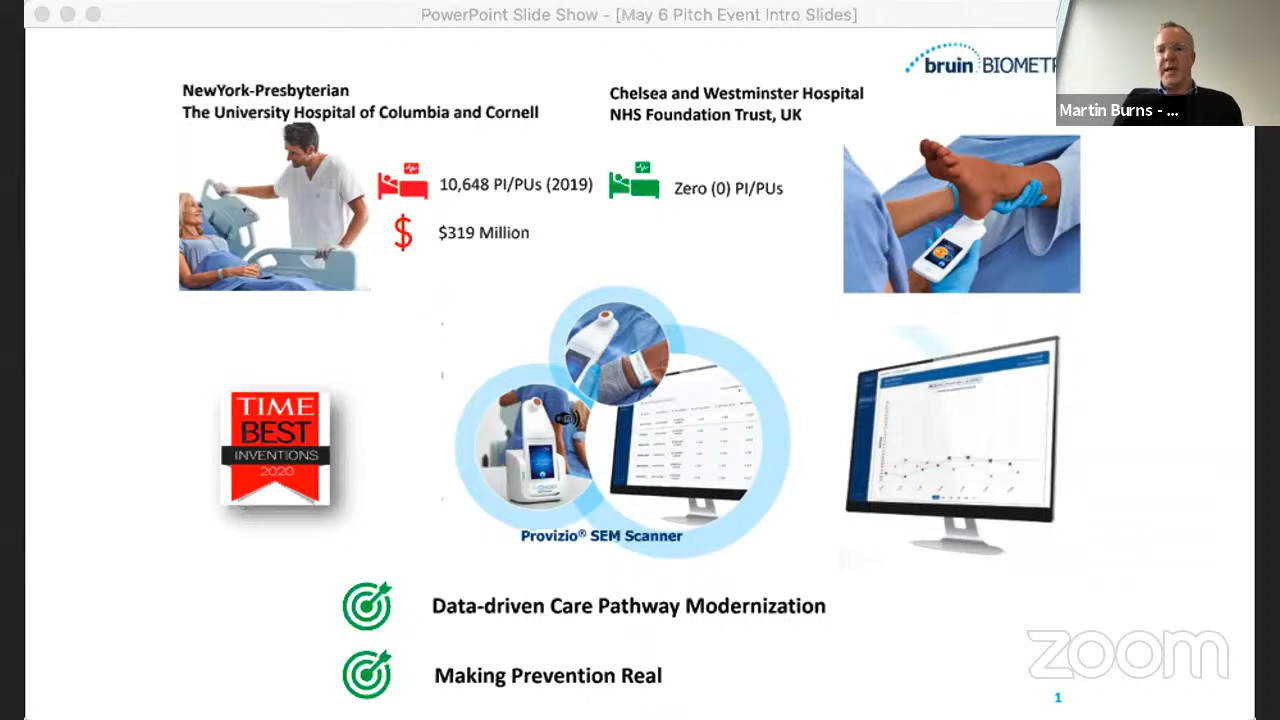 PowerPoint Slide Show - [May 6 Pitch Event Intro Slides]
bruin BIOMETR
Martin Burns - ...
NewYork-Presbyterian
The University Hospital of Columbia and Cornell
Chelsea and Westminster Hospital
NHS Foundation Trust, UK
10,648 PI/PUs (2019)
Zero (0) PI/PUs
$
$319 Million
TIME
BEST
INVENTIONS
2020
Provizio® SEM Scanner
Data-driven Care Pathway Modernization
Making Prevention Real
zoom
1